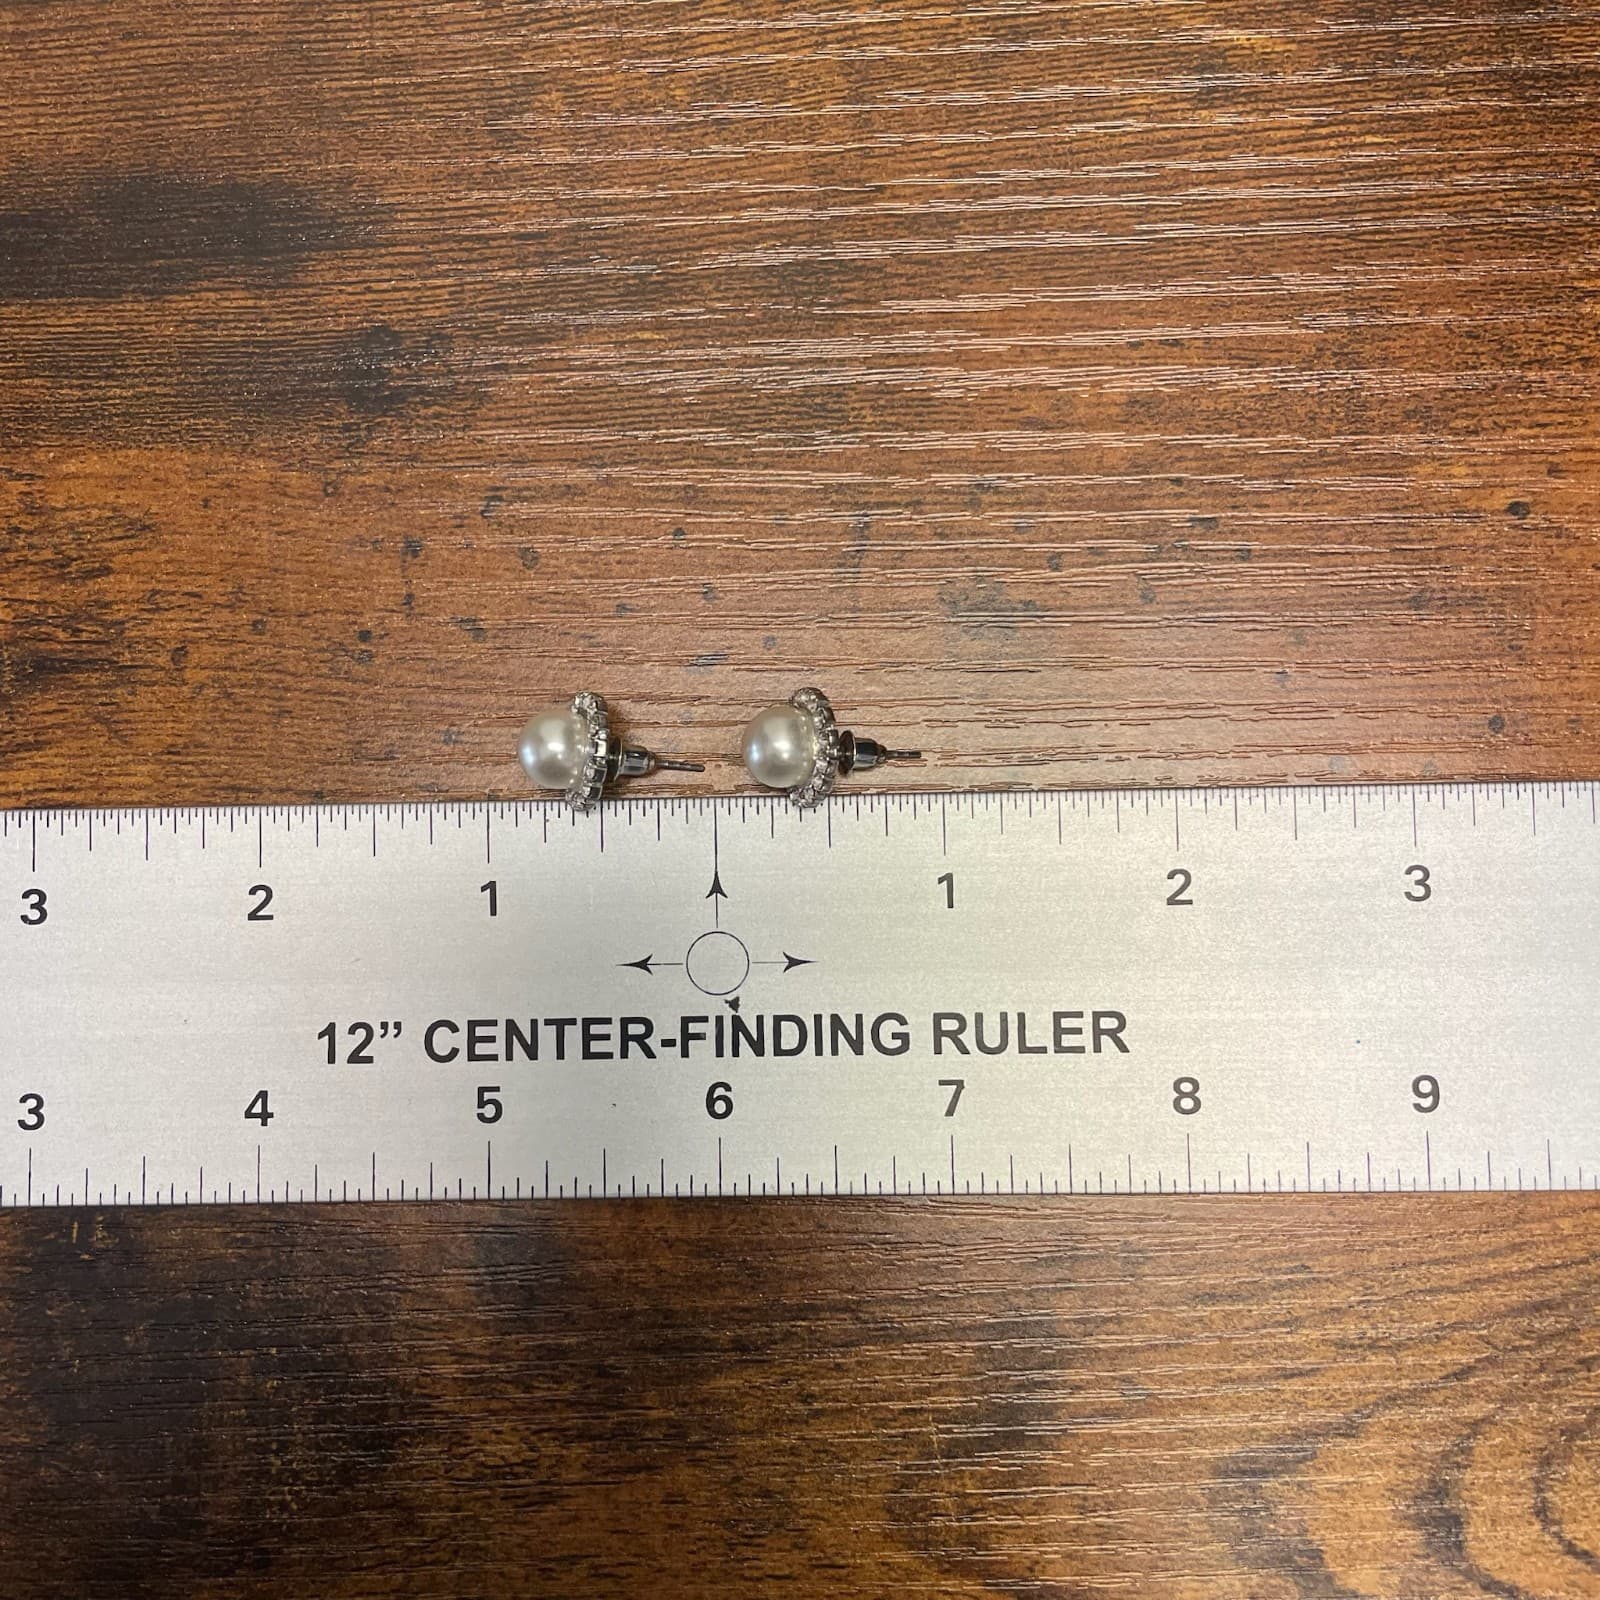 3 2 1 1 2 3
12” CENTER-FINDING RULER
3 4 5 6 7 8 9